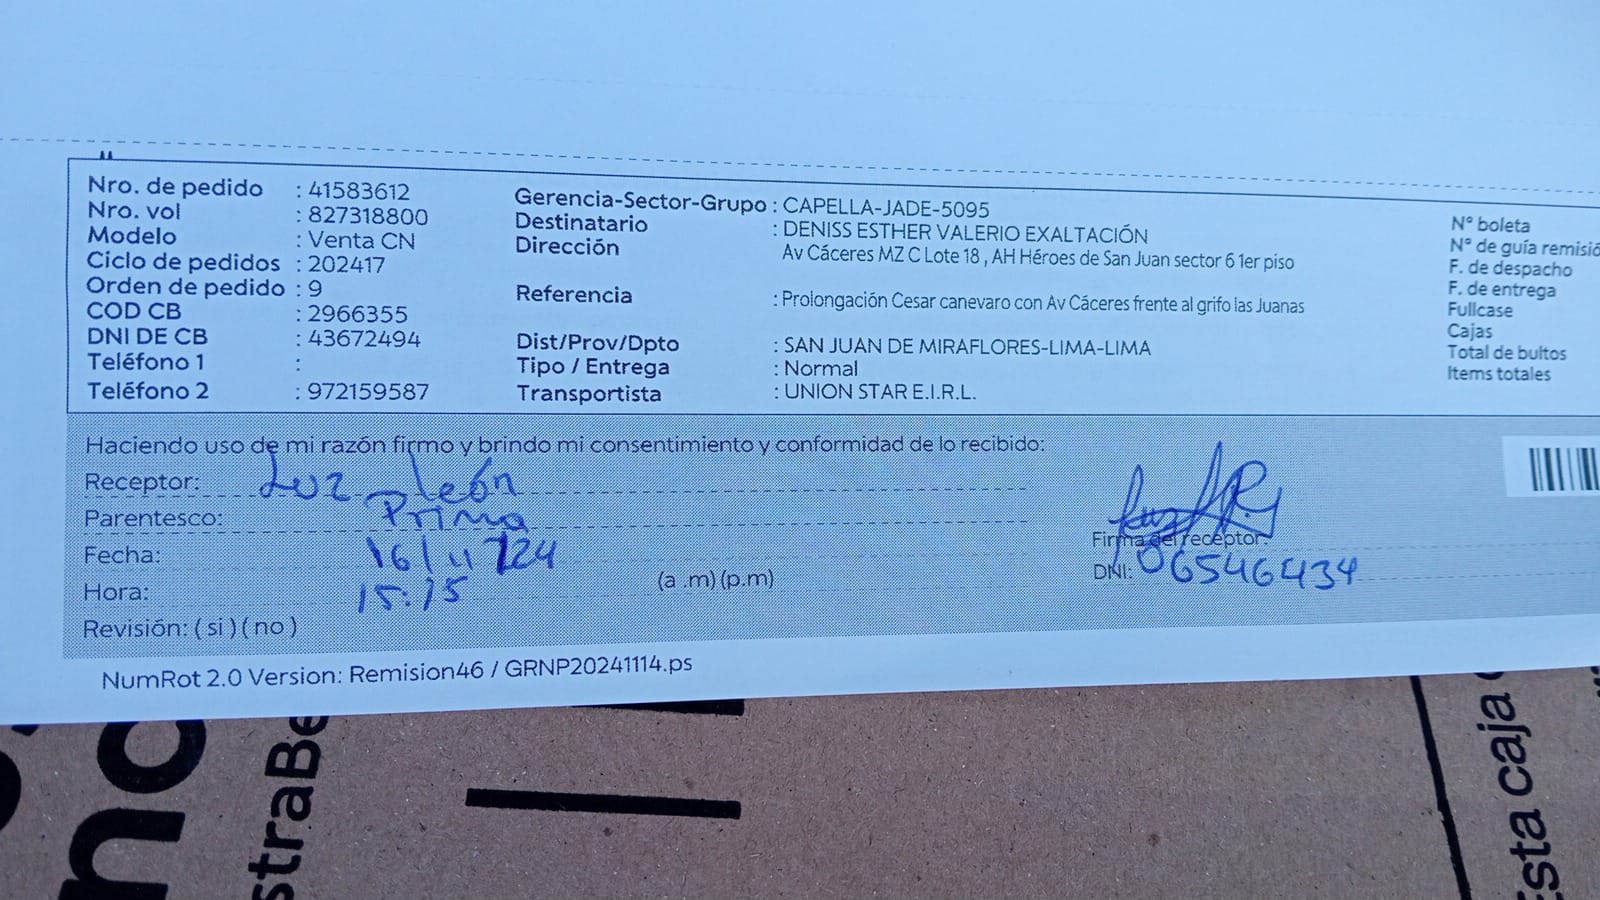 Nro. de pedido : 41583612
Nro. vol : 827318800
Modelo : Venta CN
Ciclo de pedidos : 202417
Orden de pedido : 9
COD CB : 2966355
DNI DE CB : 43672494
Teléfono 1 :
Teléfono 2 : 972159587
Gerencia-Sector-Grupo : CAPELLA-JADE-5095
Destinatario : DENISS ESTHER VALERIO EXALTACIÓN
Dirección Av Cáceres MZ C Lote 18 , AH Héroes de San Juan sector 6 1er piso
Referencia : Prolongación Cesar canevaro con Av Cáceres frente al grifo las Juanas
Dist/Prov/Dpto : SAN JUAN DE MIRAFLORES-LIMA-LIMA
Tipo / Entrega : Normal
Transportista : UNION STAR E.I.R.L.
N° boleta
N° de guía remisió
F. de despacho
F. de entrega
Fullcase
Cajas
Total de bultos
Items totales
Haciendo uso de mi razón firmo y brindo mi consentimiento y conformidad de lo recibido:
Receptor: Luz León
Parentesco: Prima
Fecha: 16/11/24
Hora: 15:15 (a .m) (p.m)
Revisión: ( si ) ( no )
Firma del receptor:
DNI: 06546434
NumRot 2.0 Version: Remision46 / GRNP20241114.ps
straBe
Esta caja